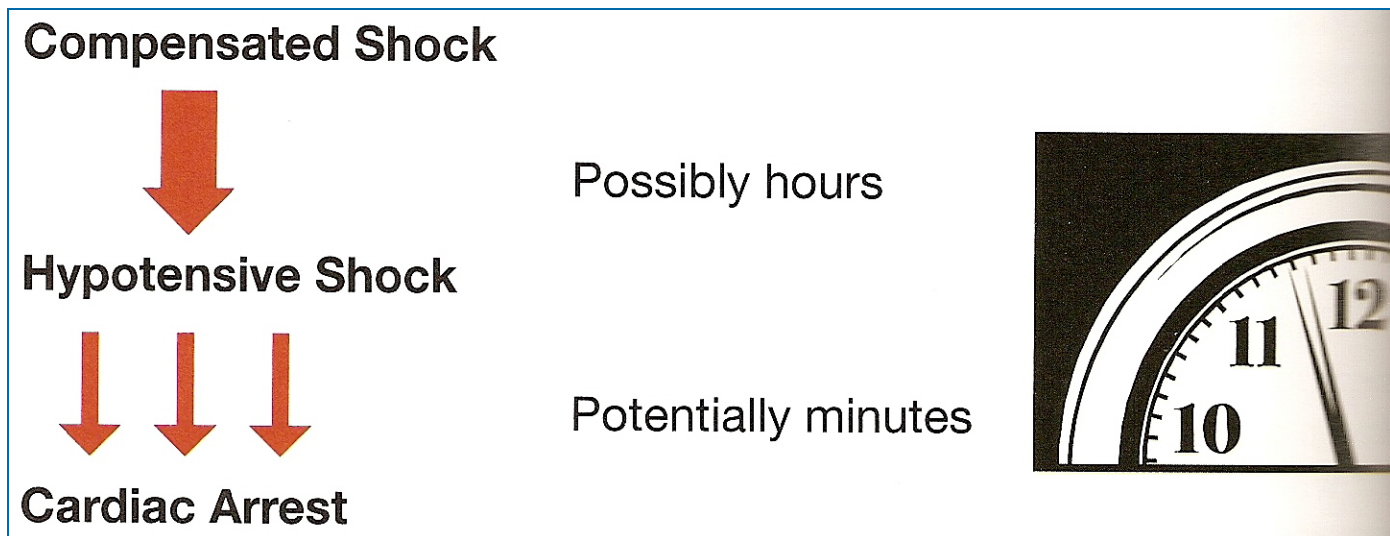 Compensated Shock
Possibly hours
Hypotensive Shock
Potentially minutes
Cardiac Arrest
12
11
10